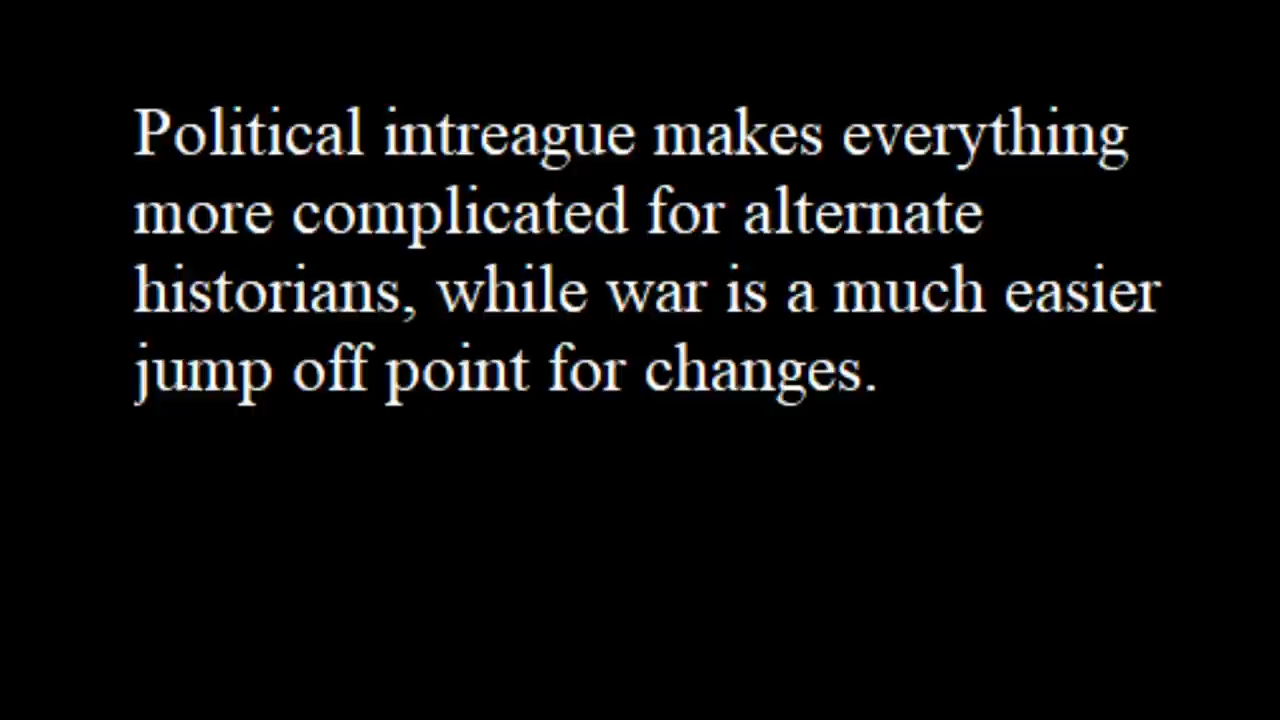 Political intreague makes everything
more complicated for alternate
historians, while war is a much easier
jump off point for changes.